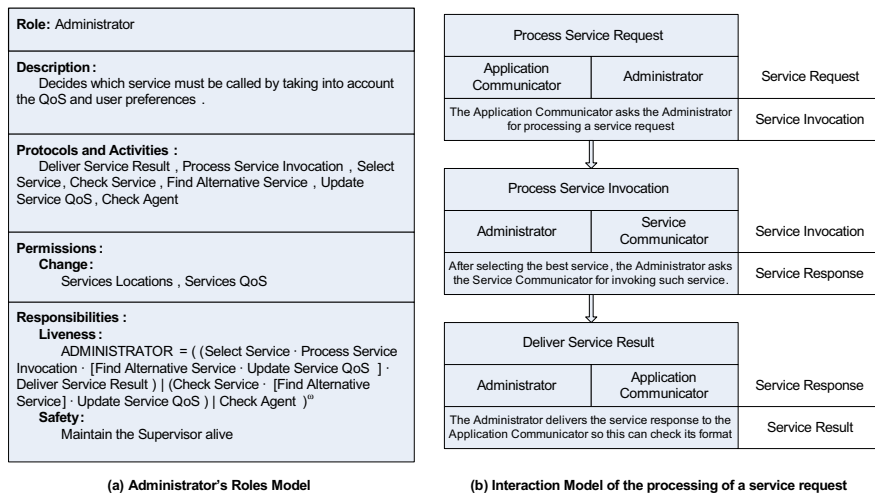 Role: Administrator
Description:
Decides which service must be called by taking into account
the QoS and user preferences .
Protocols and Activities :
Deliver Service Result , Process Service Invocation , Select
Service, Check Service , Find Alternative Service , Update
Service QoS , Check Agent
Permissions :
Change :
Services Locations , Services QoS
Responsibilities :
Liveness :
ADMINISTRATOR = ( (Select Service · Process Service
Invocation · [Find Alternative Service · Update Service QoS ] ·
Deliver Service Result ) | (Check Service · [Find Alternative
Service] · Update Service QoS ) | Check Agent )^ω
Safety:
Maintain the Supervisor alive
(a) Administrator's Roles Model
Process Service Request
Application
Communicator
Administrator
Service Request
The Application Communicator asks the Administrator
for processing a service request
Service Invocation
Process Service Invocation
Administrator
Service
Communicator
Service Invocation
After selecting the best service, the Administrator asks
the Service Communicator for invoking such service.
Service Response
Deliver Service Result
Administrator
Application
Communicator
Service Response
The Administrator delivers the service response to the
Application Communicator so this can check its format
Service Result
(b) Interaction Model of the processing of a service request